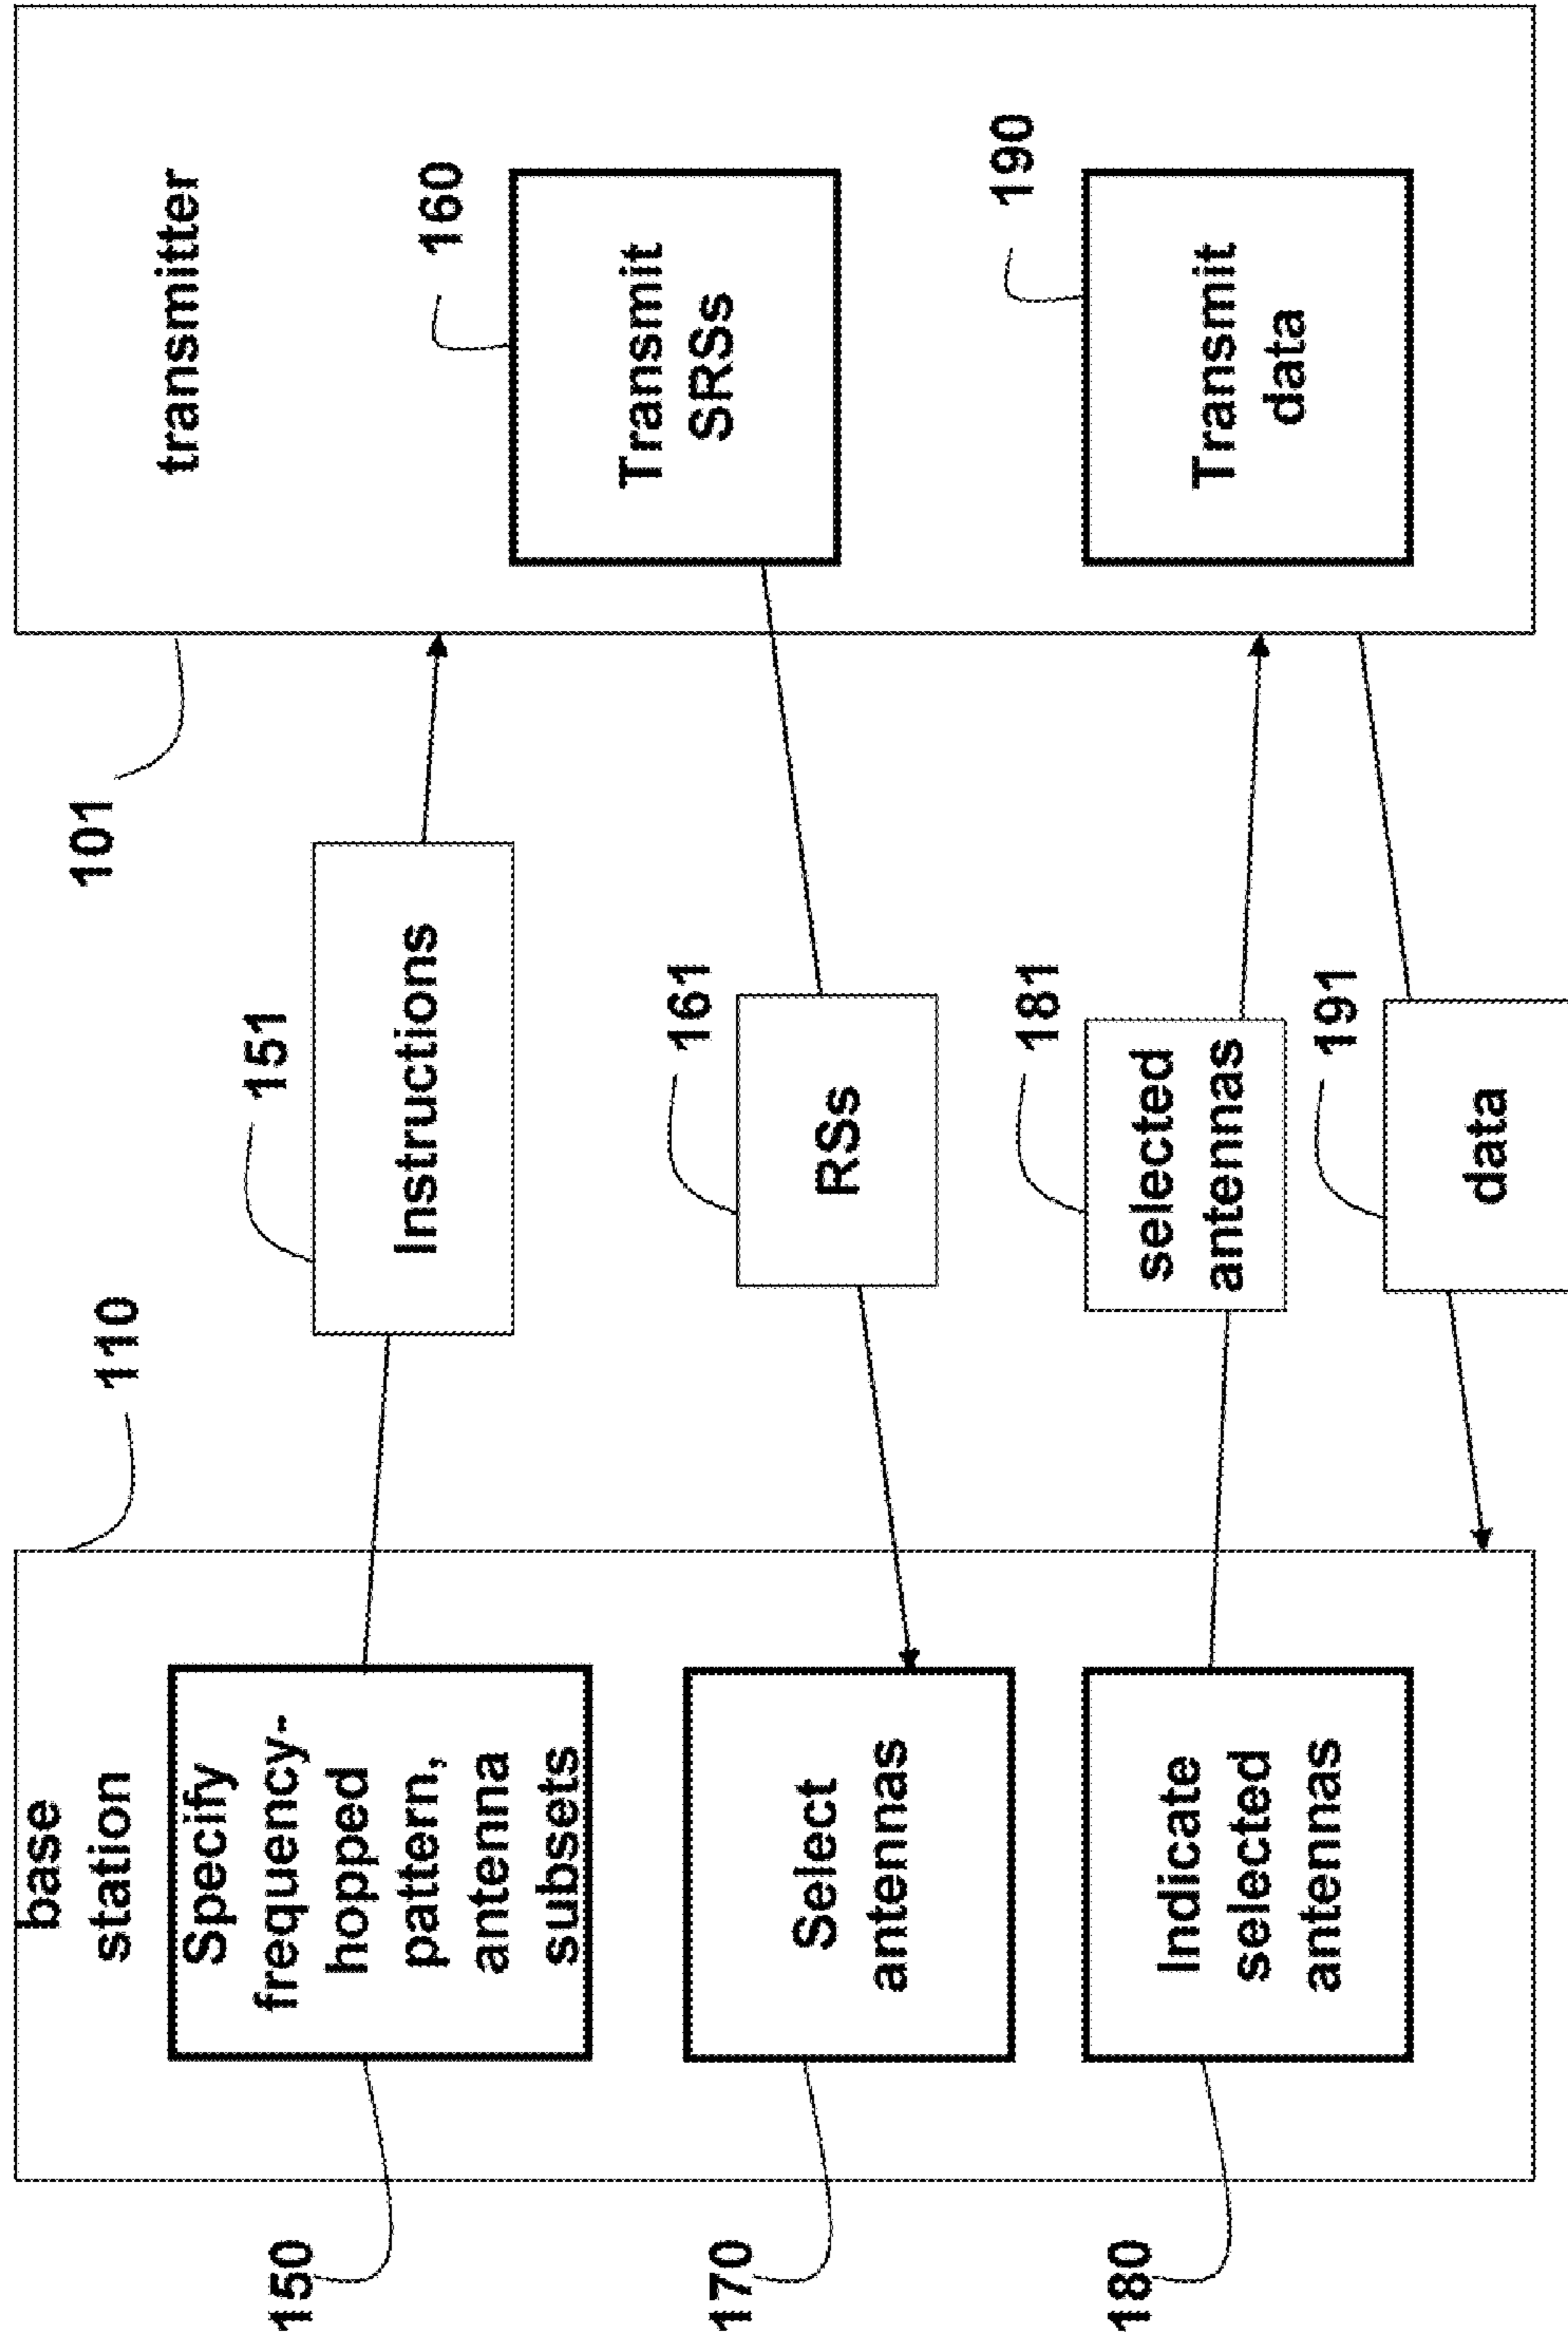 base
station
110
150
Specify
frequency-
hopped
pattern,
antenna
subsets
170
Select
antennas
180
Indicate
selected
antennas
151
Instructions
161
RSs
181
selected
antennas
191
data
101
transmitter
160
Transmit
SRSs
190
Transmit
data